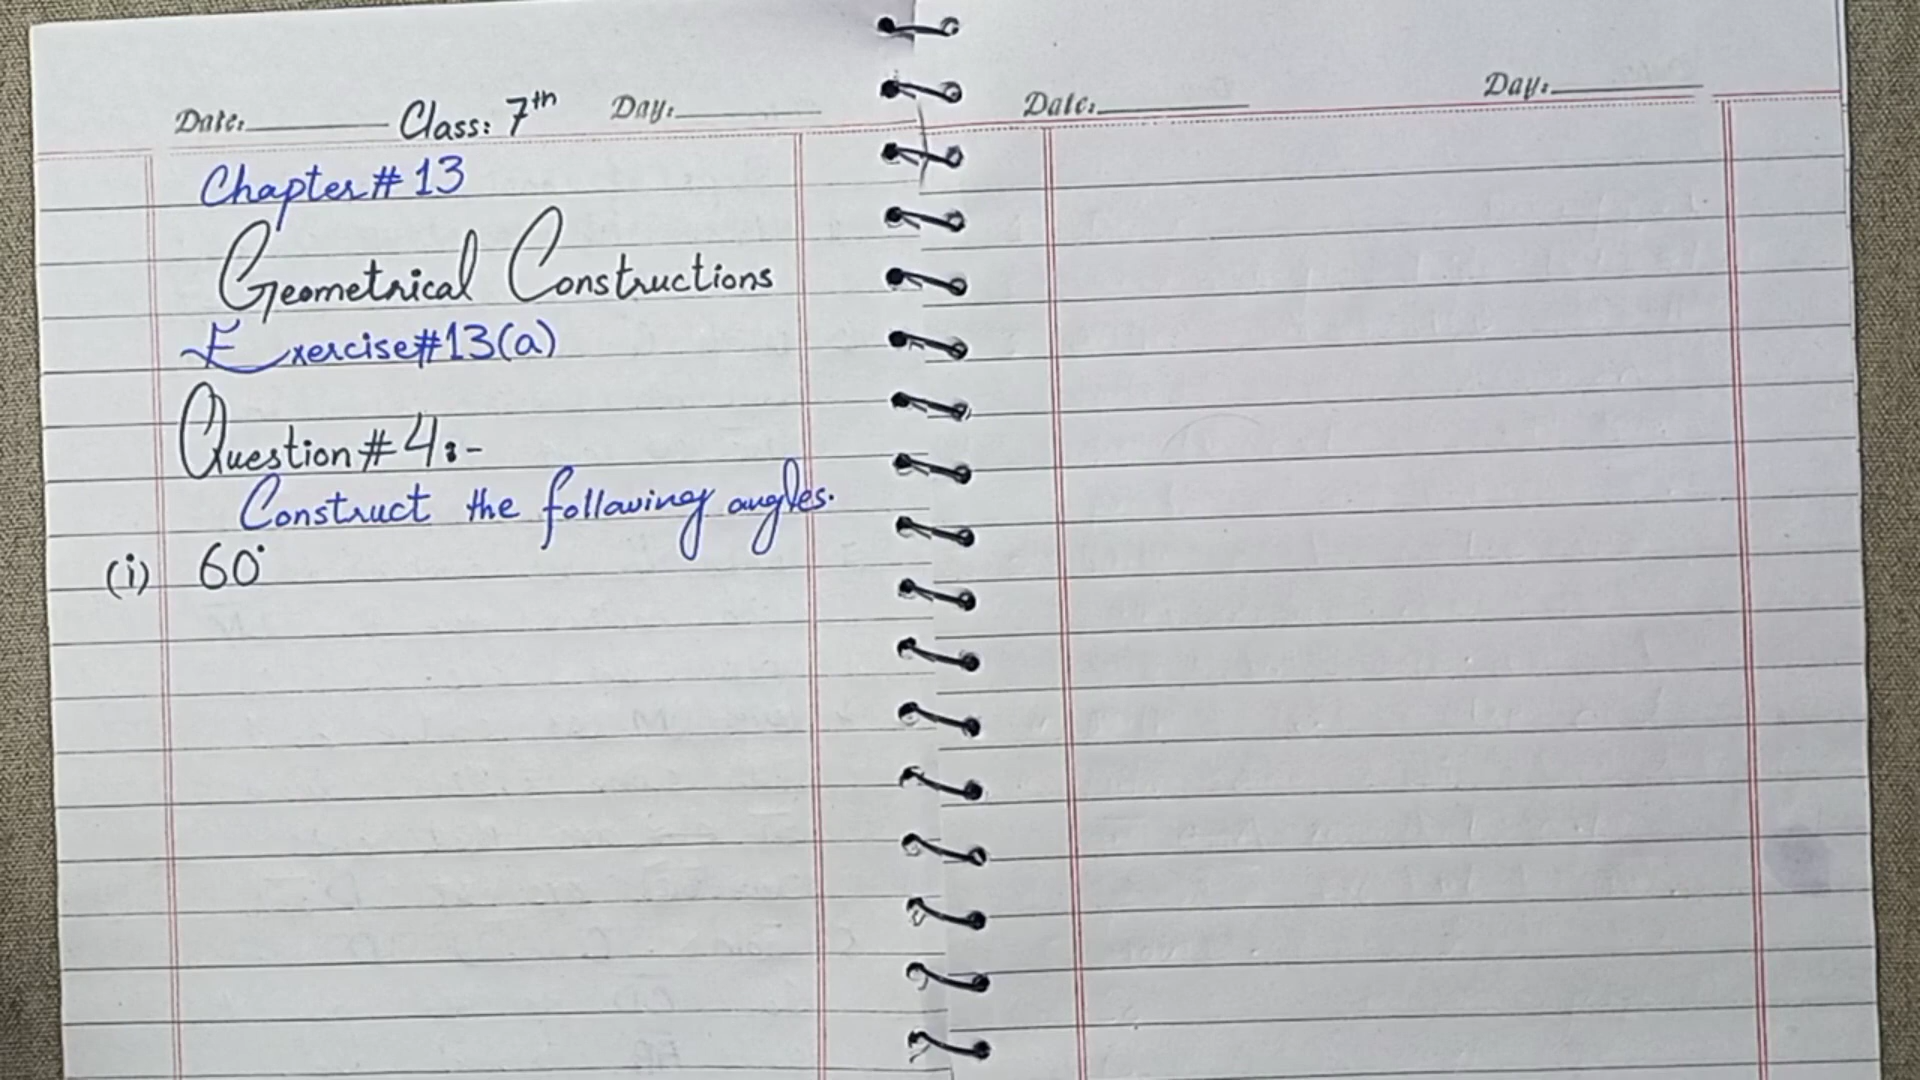 Date: Class: 7th Day:
Chapter # 13
Geometrical Constructions
Exercise # 13(a)
Question # 4:-
Construct the following angles.
(i) 60°
Date: Day: